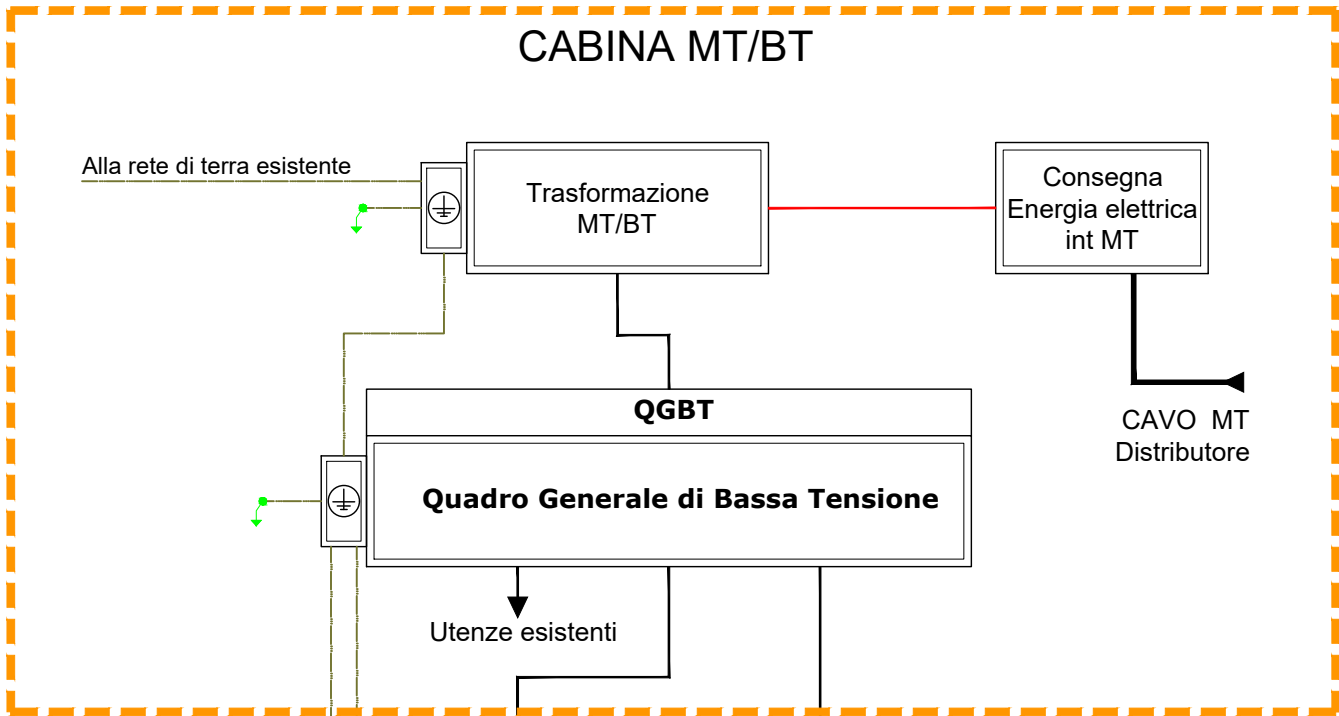 CABINA MT/BT
Alla rete di terra esistente
Trasformazione
MT/BT
Consegna
Energia elettrica
int MT
QGBT
CAVO MT
Distributore
Quadro Generale di Bassa Tensione
Utenze esistenti